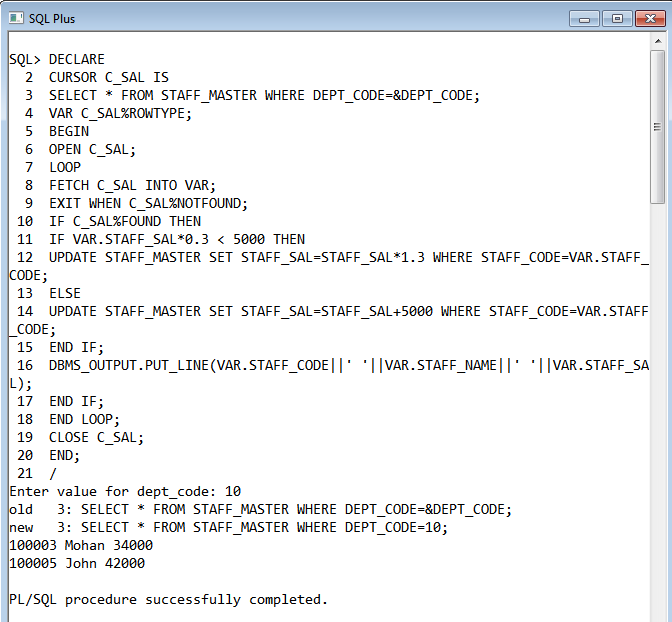 SQL Plus
SQL> DECLARE
  2  CURSOR C_SAL IS
  3  SELECT * FROM STAFF_MASTER WHERE DEPT_CODE=&DEPT_CODE;
  4  VAR C_SAL%ROWTYPE;
  5  BEGIN
  6  OPEN C_SAL;
  7  LOOP
  8  FETCH C_SAL INTO VAR;
  9  EXIT WHEN C_SAL%NOTFOUND;
 10  IF C_SAL%FOUND THEN
 11  IF VAR.STAFF_SAL*0.3 < 5000 THEN
 12  UPDATE STAFF_MASTER SET STAFF_SAL=STAFF_SAL*1.3 WHERE STAFF_CODE=VAR.STAFF_
CODE;
 13  ELSE
 14  UPDATE STAFF_MASTER SET STAFF_SAL=STAFF_SAL+5000 WHERE STAFF_CODE=VAR.STAFF
_CODE;
 15  END IF;
 16  DBMS_OUTPUT.PUT_LINE(VAR.STAFF_CODE||' '||VAR.STAFF_NAME||' '||VAR.STAFF_SA
L);
 17  END IF;
 18  END LOOP;
 19  CLOSE C_SAL;
 20  END;
 21  /
Enter value for dept_code: 10
old   3: SELECT * FROM STAFF_MASTER WHERE DEPT_CODE=&DEPT_CODE;
new   3: SELECT * FROM STAFF_MASTER WHERE DEPT_CODE=10;
100003 Mohan 34000
100005 John 42000
PL/SQL procedure successfully completed.